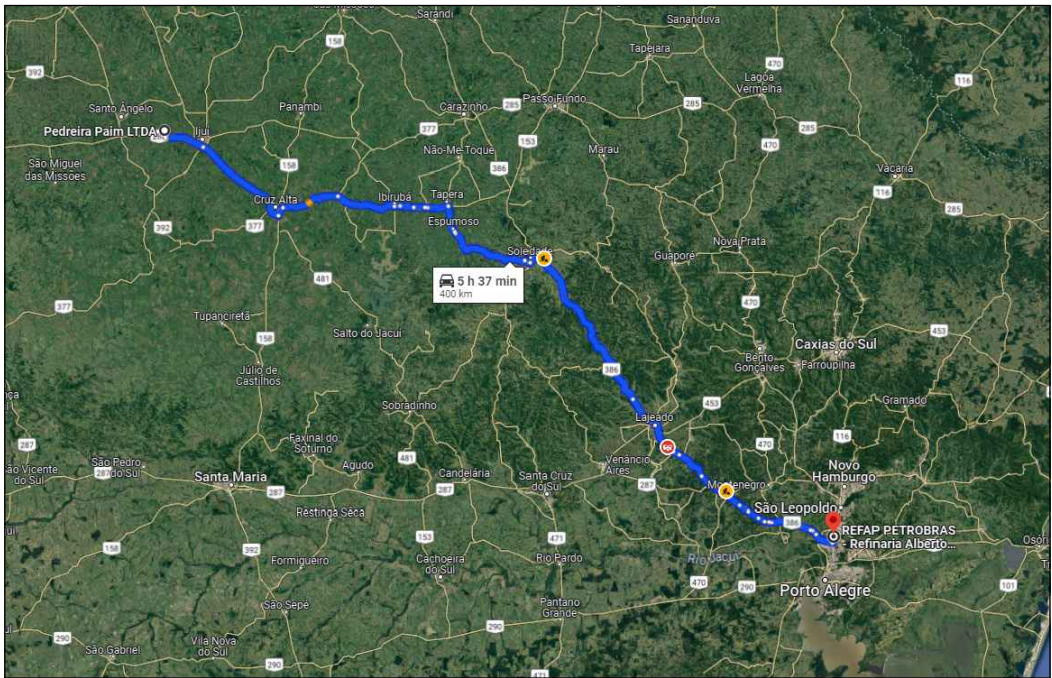 Sarandi
Sananduva
158
Tapejara
392
470
Lagoa
Vermelha
116
Santo Ângelo
Panambi
Carazinho
285
Passo Fundo
285
Pedreira Paim LTDA
Ijuí
377
153
285
Não-Me-Toque
Marau
470
São Miguel
das Missões
158
386
Vacaria
116
Cruz Alta
Ibirubá
Tapera
285
392
377
Espumoso
Nova Prata
Soledade
Guaporé
5 h 37 min
400 km
481
377
470
Tupanciretã
158
Salto do Jacuí
453
Caxias do Sul
Bento
Gonçalves
Farroupilha
Júlio de
Castilhos
386
Sobradinho
453
Gramado
Lajeado
287
Faxinal do
Soturno
116
470
São Vicente
do Sul
São Pedro
do Sul
287
Santa Maria
Agudo
481
Candelária
Santa Cruz
do Sul
Venâncio
Aires
287
Montenegro
Novo
Hamburgo
287
287
São Leopoldo
Restinga Sêca
386
REFAP PETROBRAS
- Refinaria Alberto...
471
158
392
Formigueiro
Cachoeira
do Sul
Rio Pardo
Rio Jacuí
470
290
Porto Alegre
101
São Sepé
Pantano
Grande
290
290
Vila Nova
do Sul
São Gabriel
290
471